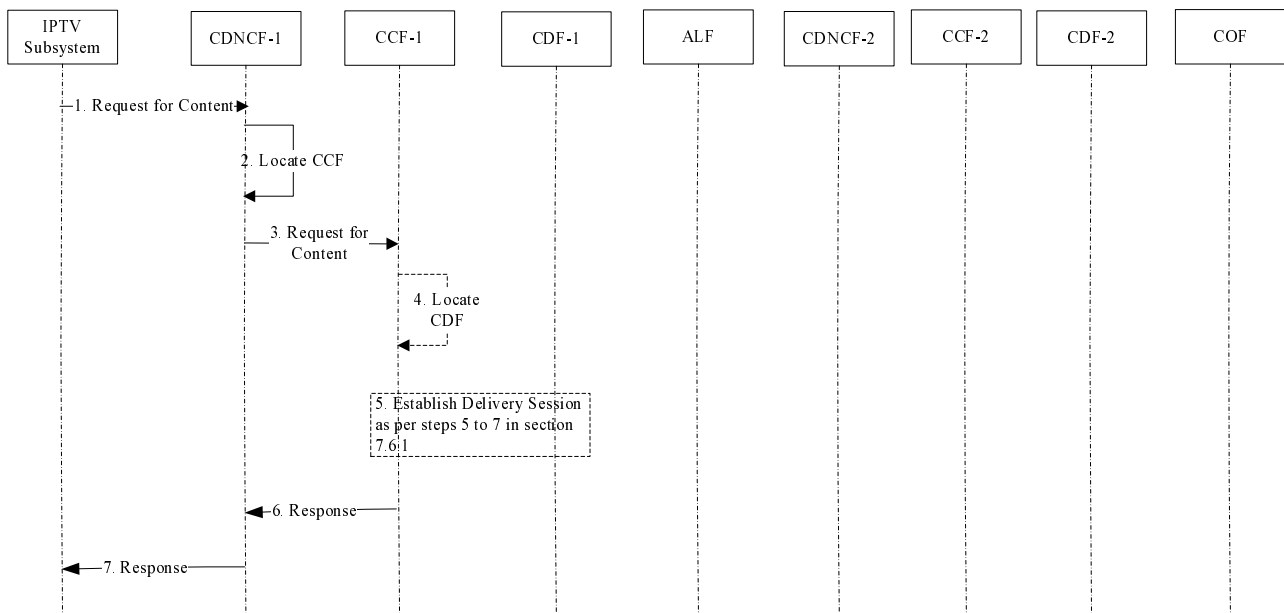 IPTV
Subsystem
CDNCF-1
CCF-1
CDF-1
ALF
CDNCF-2
CCF-2
CDF-2
COF
1. Request for Content
2. Locate CCF
3. Request for
Content
4. Locate
CDF
5. Establish Delivery Session
as per steps 5 to 7 in section
7.6.1
6. Response
7. Response